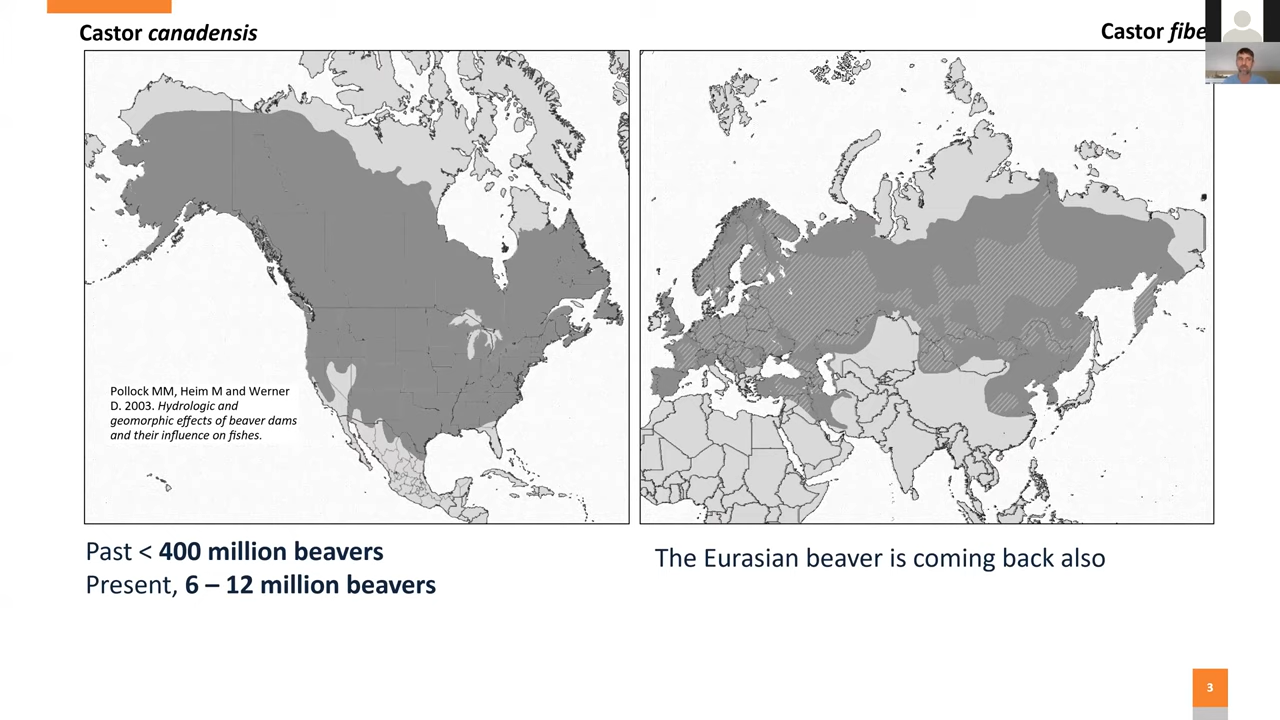 Castor canadensis
Castor fibe
Pollock MM, Heim M and Werner
D. 2003. Hydrologic and
geomorphic effects of beaver dams
and their influence on fishes.
Past < 400 million beavers
Present, 6 – 12 million beavers
The Eurasian beaver is coming back also
3